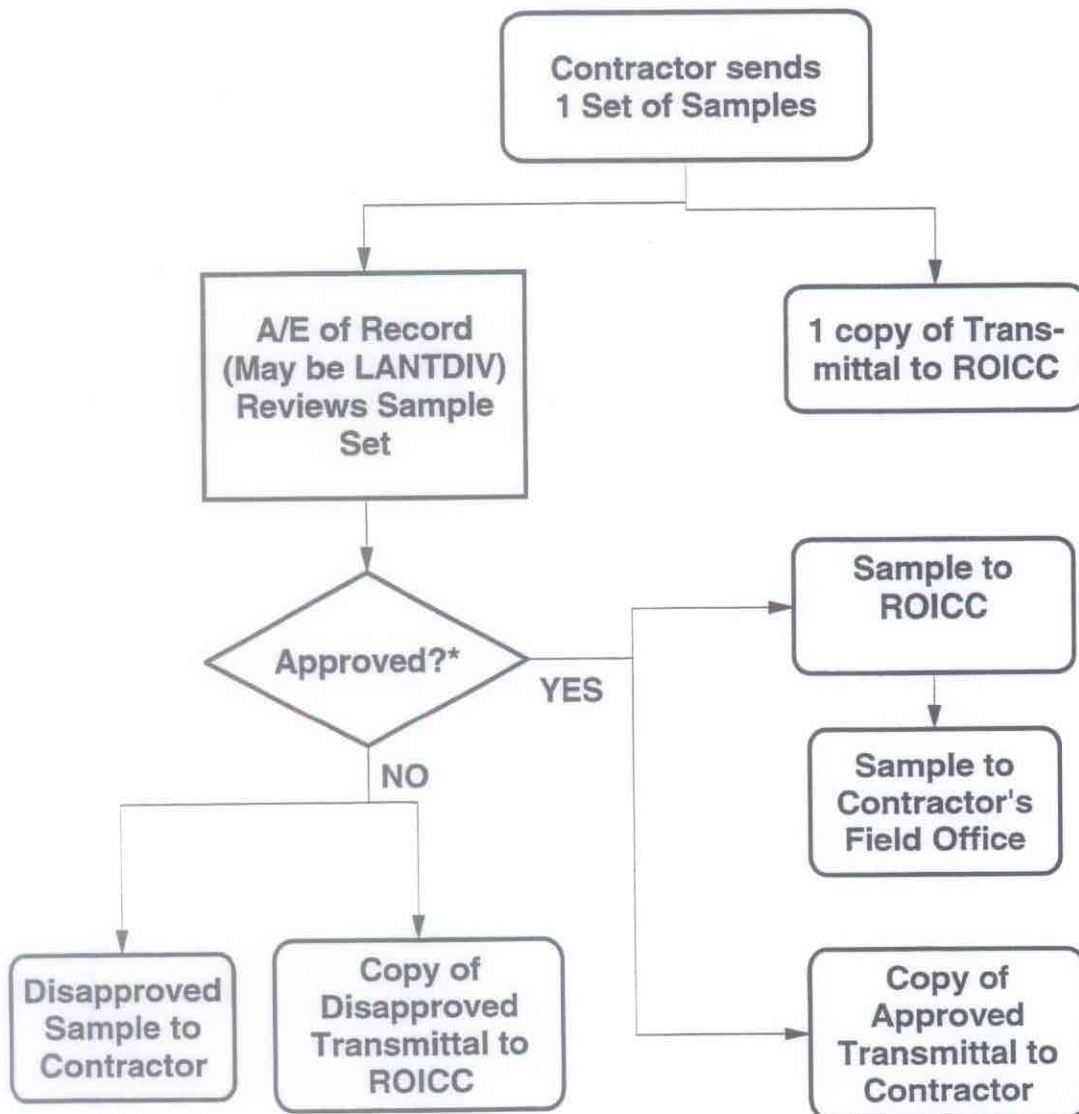 Contractor sends
1 Set of Samples
A/E of Record
(May be LANTDIV)
Reviews Sample
Set
1 copy of Trans-
mittal to ROICC
Approved?*
YES
NO
Sample to
ROICC
Sample to
Contractor's
Field Office
Disapproved
Sample to
Contractor
Copy of
Disapproved
Transmittal to
ROICC
Copy of
Approved
Transmittal to
Contractor